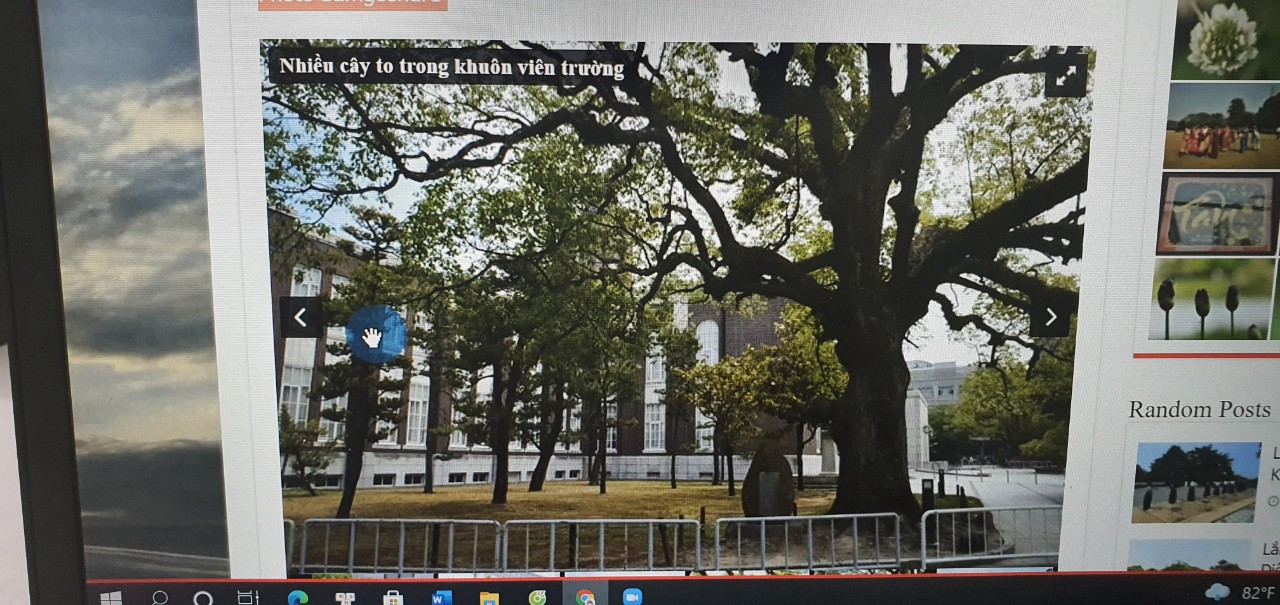 Nhiều cây to trong khuôn viên trường
Random Posts
82°F